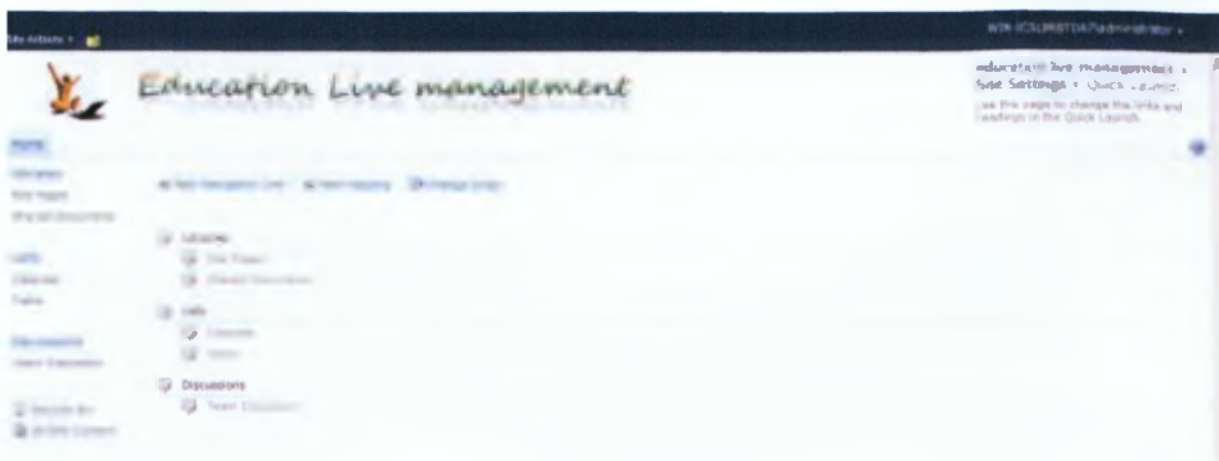 Site Actions
Education Live management
Education live management ▸
Site Settings ▸ Quick Launch
Use this page to change the links and
headings in the Quick Launch.
Home
Libraries
Site Pages
Shared Documents
Lists
Calendar
Tasks
Discussions
Team Discussion
Recycle Bin
All Site Content
New Navigation Link New Heading Change Order
Libraries
Site Pages
Shared Documents
Lists
Calendar
Tasks
Discussions
Team Discussion